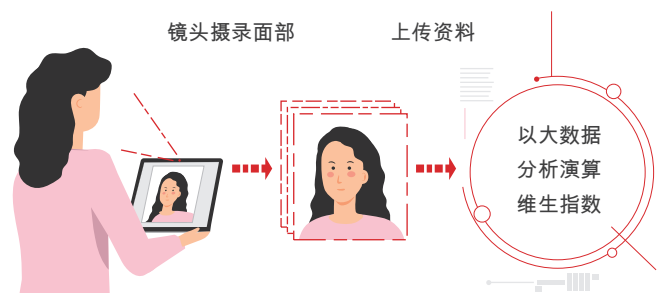 镜头摄录面部
上传资料
以大数据
分析演算
维生指数